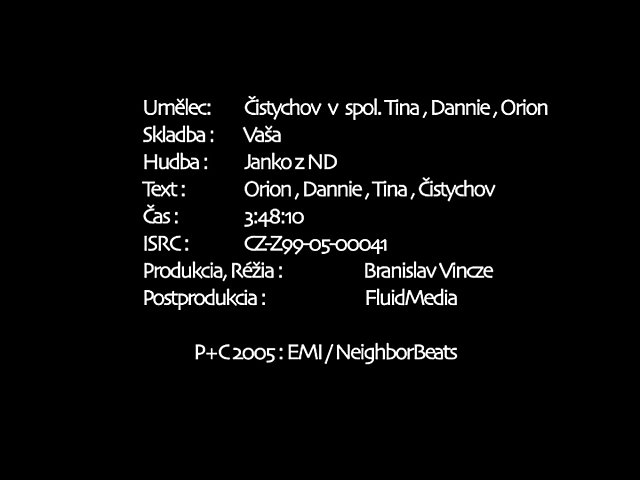 Umělec: Čistychov v spol. Tina , Dannie , Orion
Skladba : Vaša
Hudba : Janko z ND
Text : Orion , Dannie , Tina , Čistychov
Čas : 3:48:10
ISRC : CZ-Z99-05-00041
Produkcia, Réžia : Branislav Vincze
Postprodukcia : FluidMedia
P+C 2005 : EMI / NeighborBeats